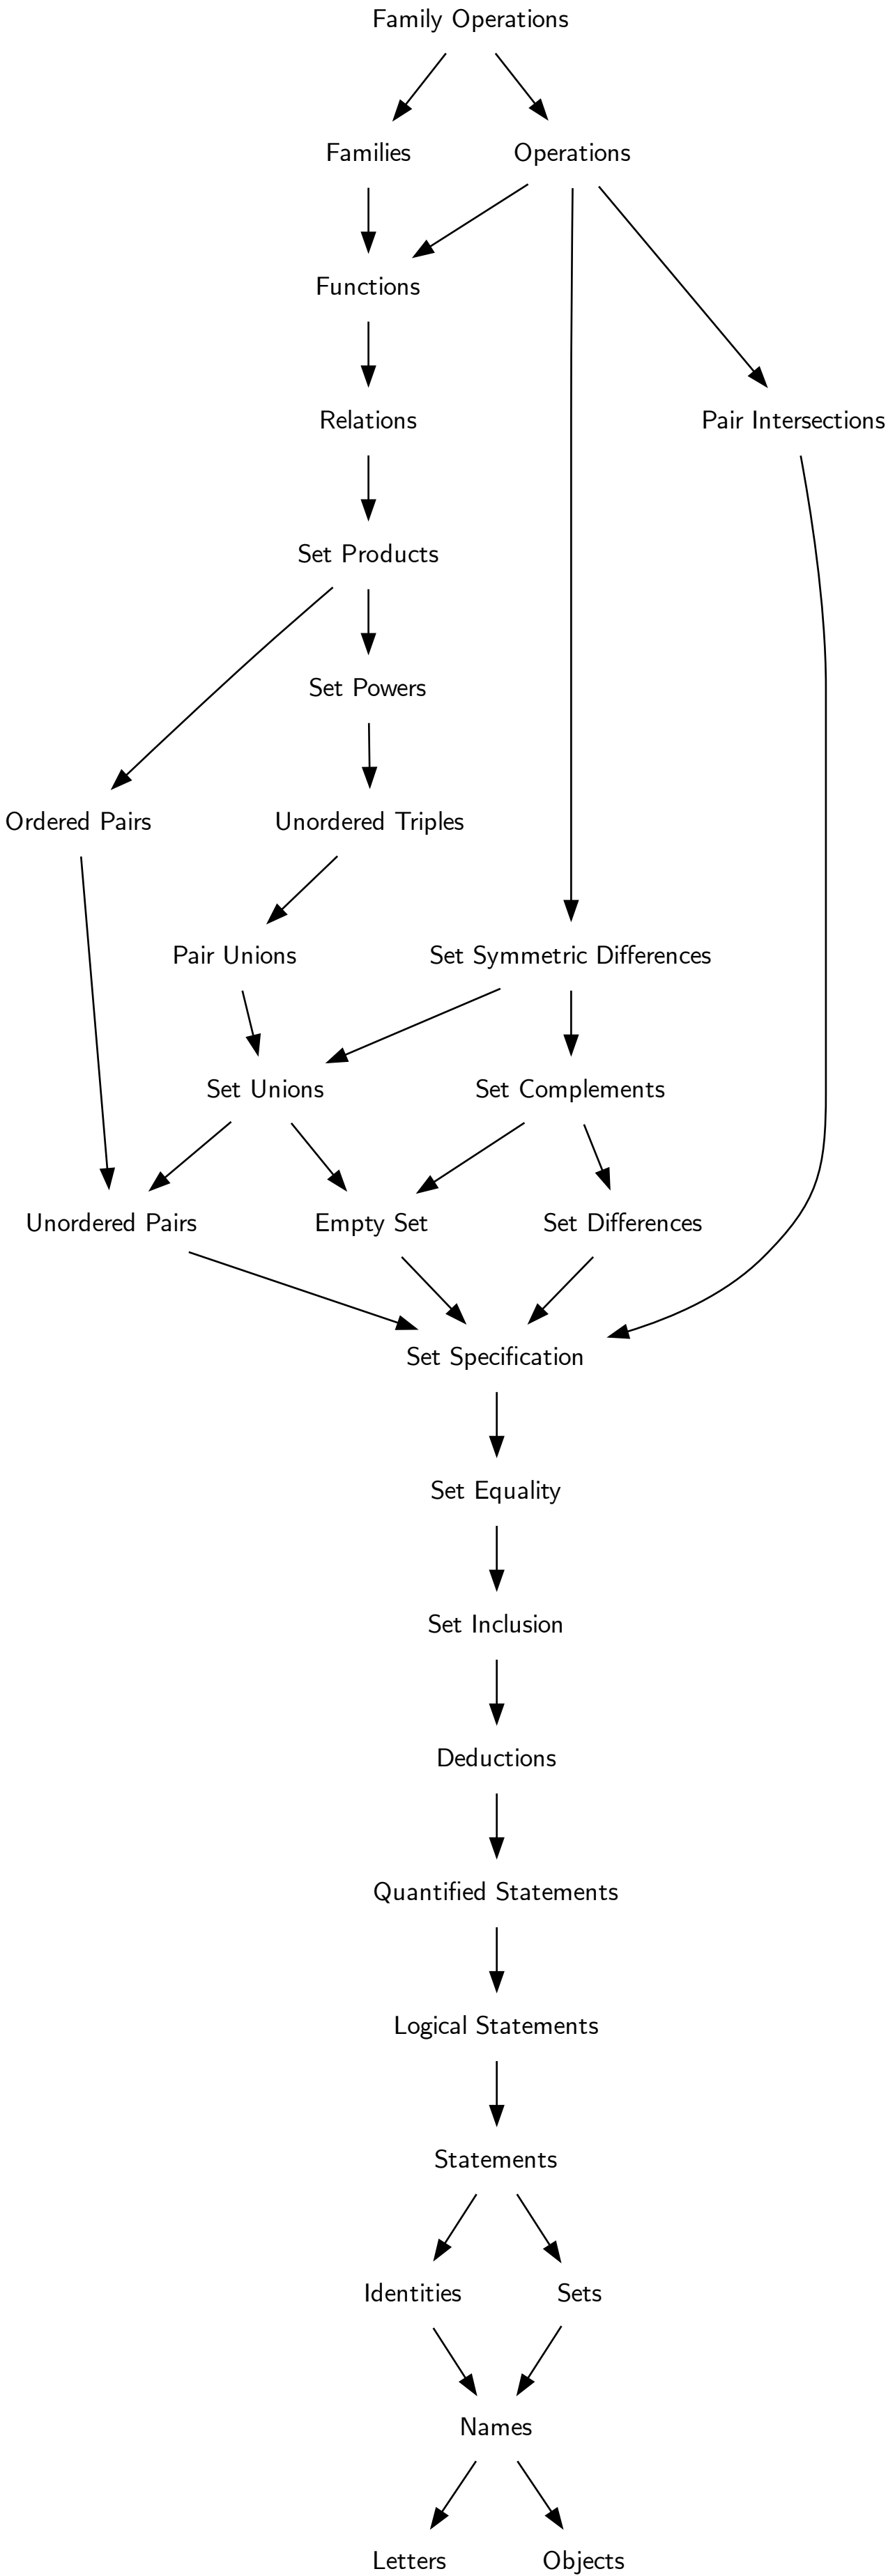 Family Operations
Families
Operations
Functions
Relations
Pair Intersections
Set Products
Set Powers
Ordered Pairs
Unordered Triples
Pair Unions
Set Symmetric Differences
Set Unions
Set Complements
Unordered Pairs
Empty Set
Set Differences
Set Specification
Set Equality
Set Inclusion
Deductions
Quantified Statements
Logical Statements
Statements
Identities
Sets
Names
Letters
Objects